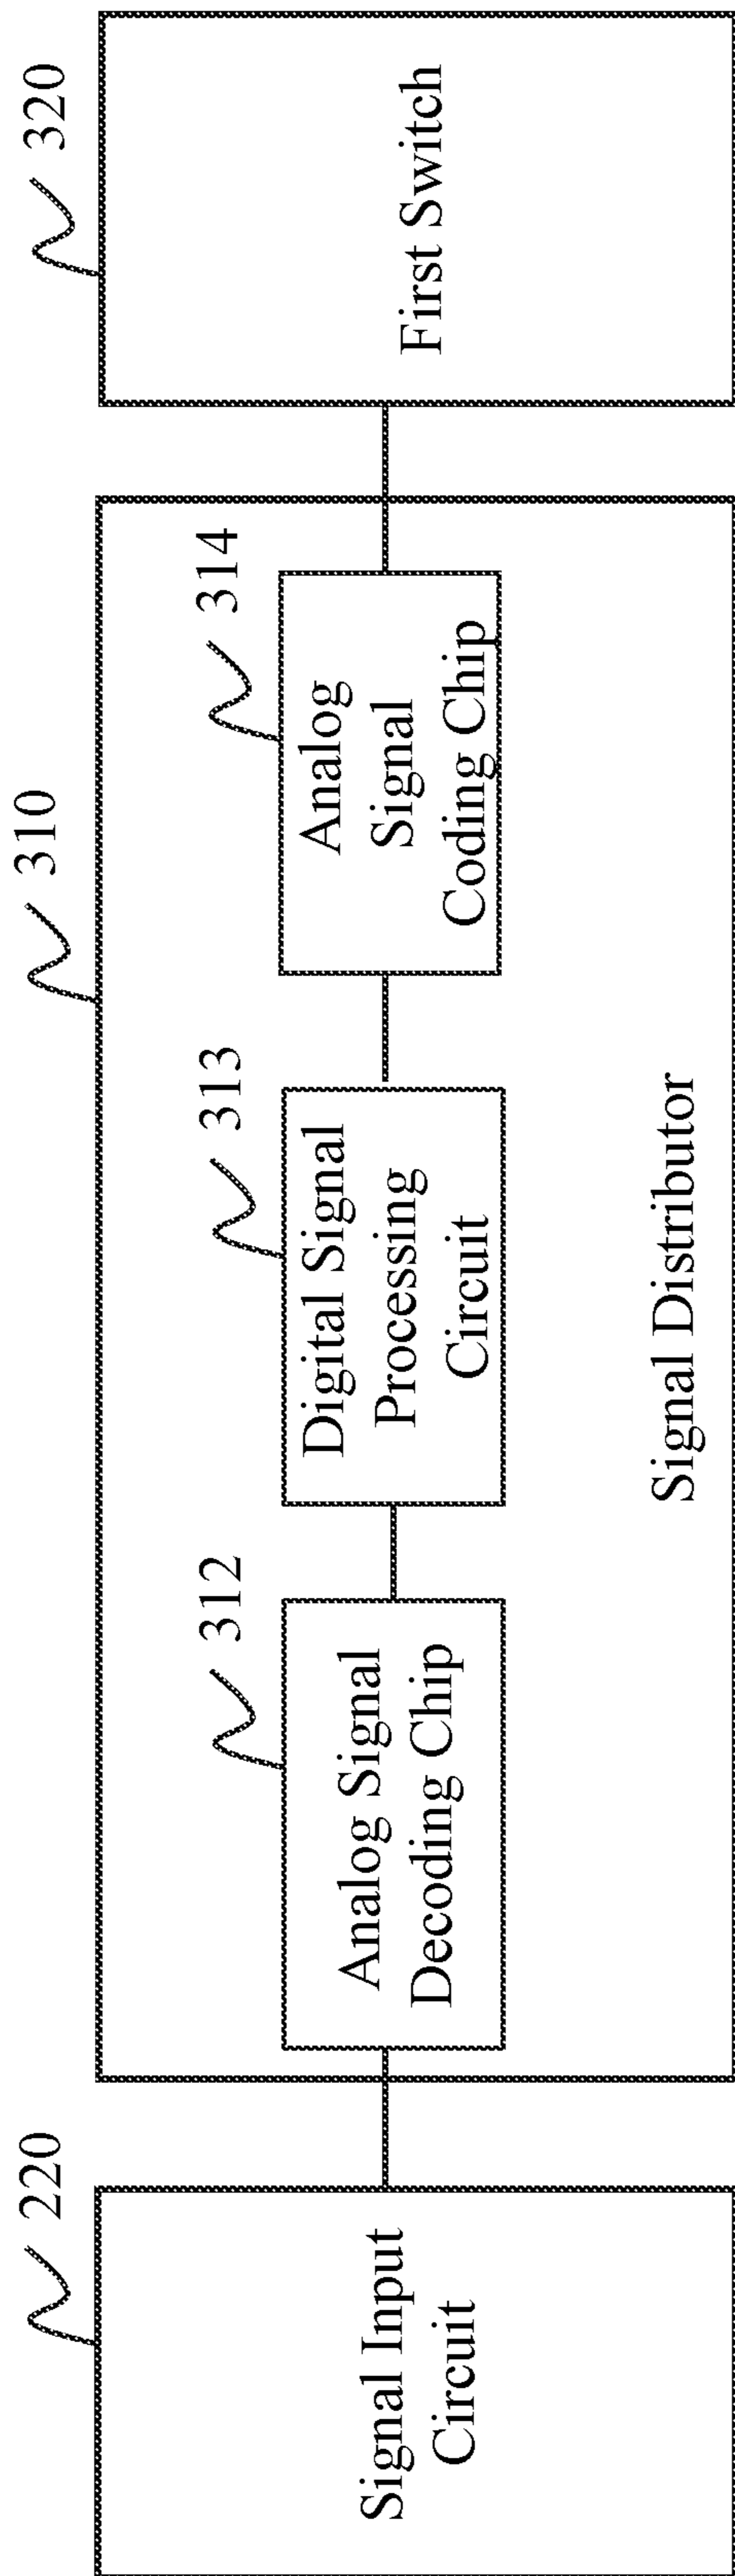 220
Signal Input
Circuit
310
312
Analog Signal
Decoding Chip
313
Digital Signal
Processing
Circuit
314
Analog
Signal
Coding Chip
Signal Distributor
320
First Switch